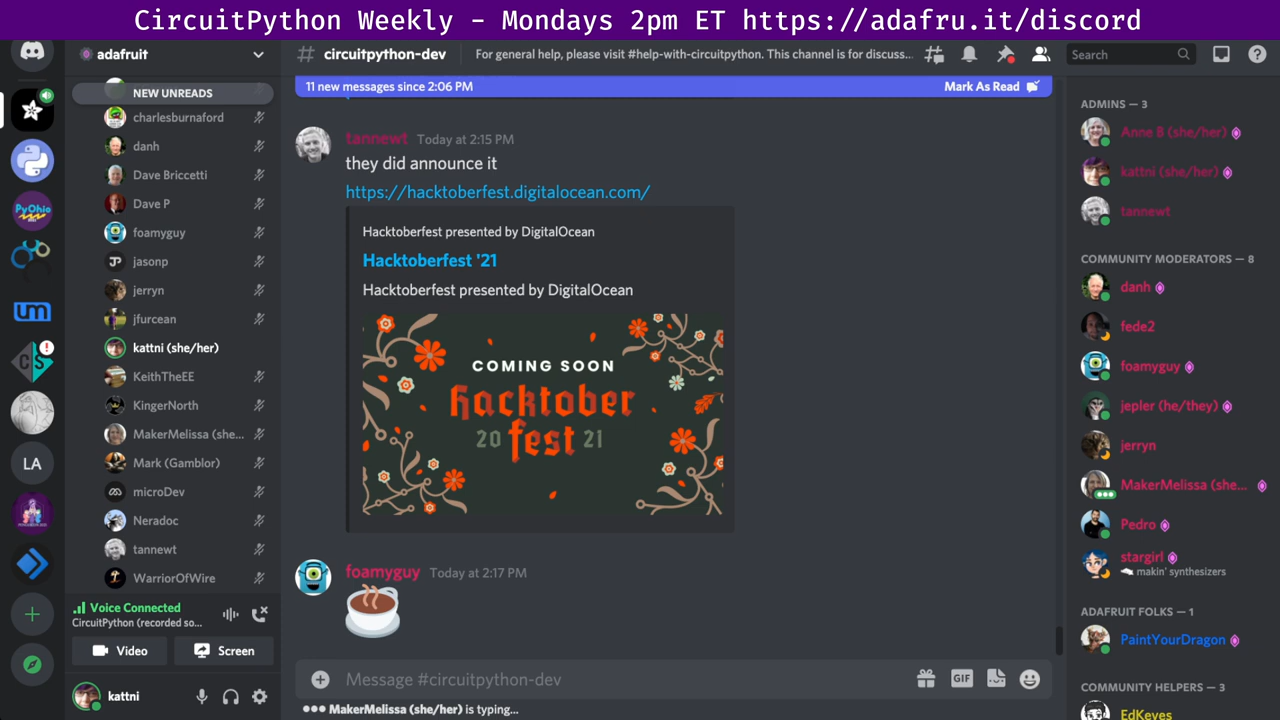 CircuitPython Weekly - Mondays 2pm ET https://adafru.it/discord
adafruit
NEW UNREADS
charlesburnaford
danh
Dave Briccetti
Dave P
foamyguy
jasonp
jerryn
jfurcean
kattni (she/her)
KeithTheEE
KingerNorth
MakerMelissa (she...
Mark (Gamblor)
microDev
Neradoc
tannewt
WarriorOfWire
Voice Connected
CircuitPython (recorded so...
Video
Screen
kattni
PyOhio
LA
# circuitpython-dev
For general help, please visit #help-with-circuitpython. This channel is for discuss...
Search
11 new messages since 2:06 PM
Mark As Read
tannewt Today at 2:15 PM
they did announce it
https://hacktoberfest.digitalocean.com/
Hacktoberfest presented by DigitalOcean
Hacktoberfest '21
Hacktoberfest presented by DigitalOcean
COMING SOON
hacktober
20 fest 21
foamyguy Today at 2:17 PM
Message #circuitpython-dev
GIF
MakerMelissa (she/her) is typing...
ADMINS — 3
Anne B (she/her)
kattni (she/her)
tannewt
COMMUNITY MODERATORS — 8
danh
fede2
foamyguy
jepler (he/they)
jerryn
MakerMelissa (she...
Pedro
stargirl
makin' synthesizers
ADAFRUIT FOLKS — 1
PaintYourDragon
COMMUNITY HELPERS — 3
EdKeyes